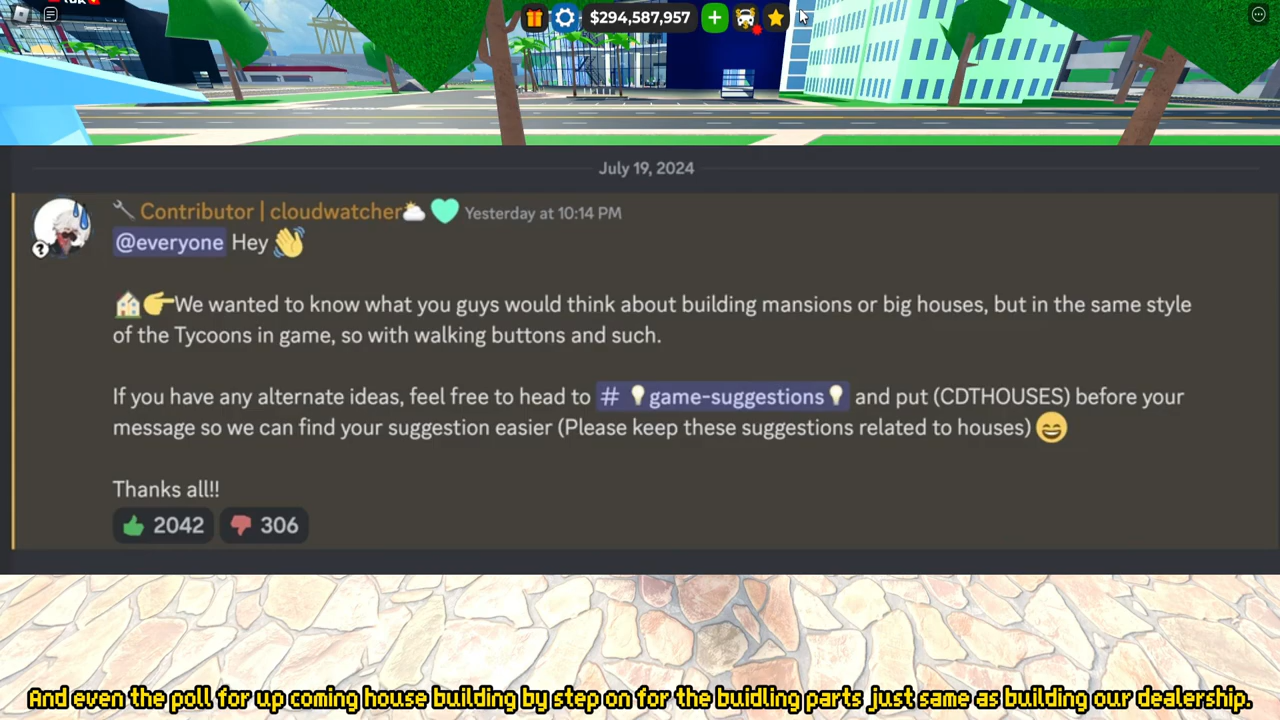 $294,587,997
July 19, 2024
Contributor | cloudwatcher Yesterday at 10:14 PM
@everyone Hey 👋
🏠👉We wanted to know what you guys would think about building mansions or big houses, but in the same style
of the Tycoons in game, so with walking buttons and such.
If you have any alternate ideas, feel free to head to # 💡game-suggestions💡 and put (CDTHOUSES) before your
message so we can find your suggestion easier (Please keep these suggestions related to houses) 😄
Thanks all!!
👍 2042 👎 306
And even the poll for up coming house building by step on for the buidling parts just same as building our dealership.